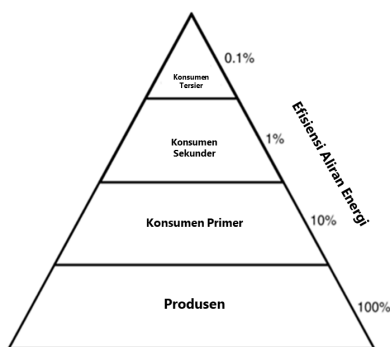 0.1%
Konsumen
Tersier
Efisiensi Aliran Energi
1%
Konsumen
Sekunder
10%
Konsumen Primer
100%
Produsen